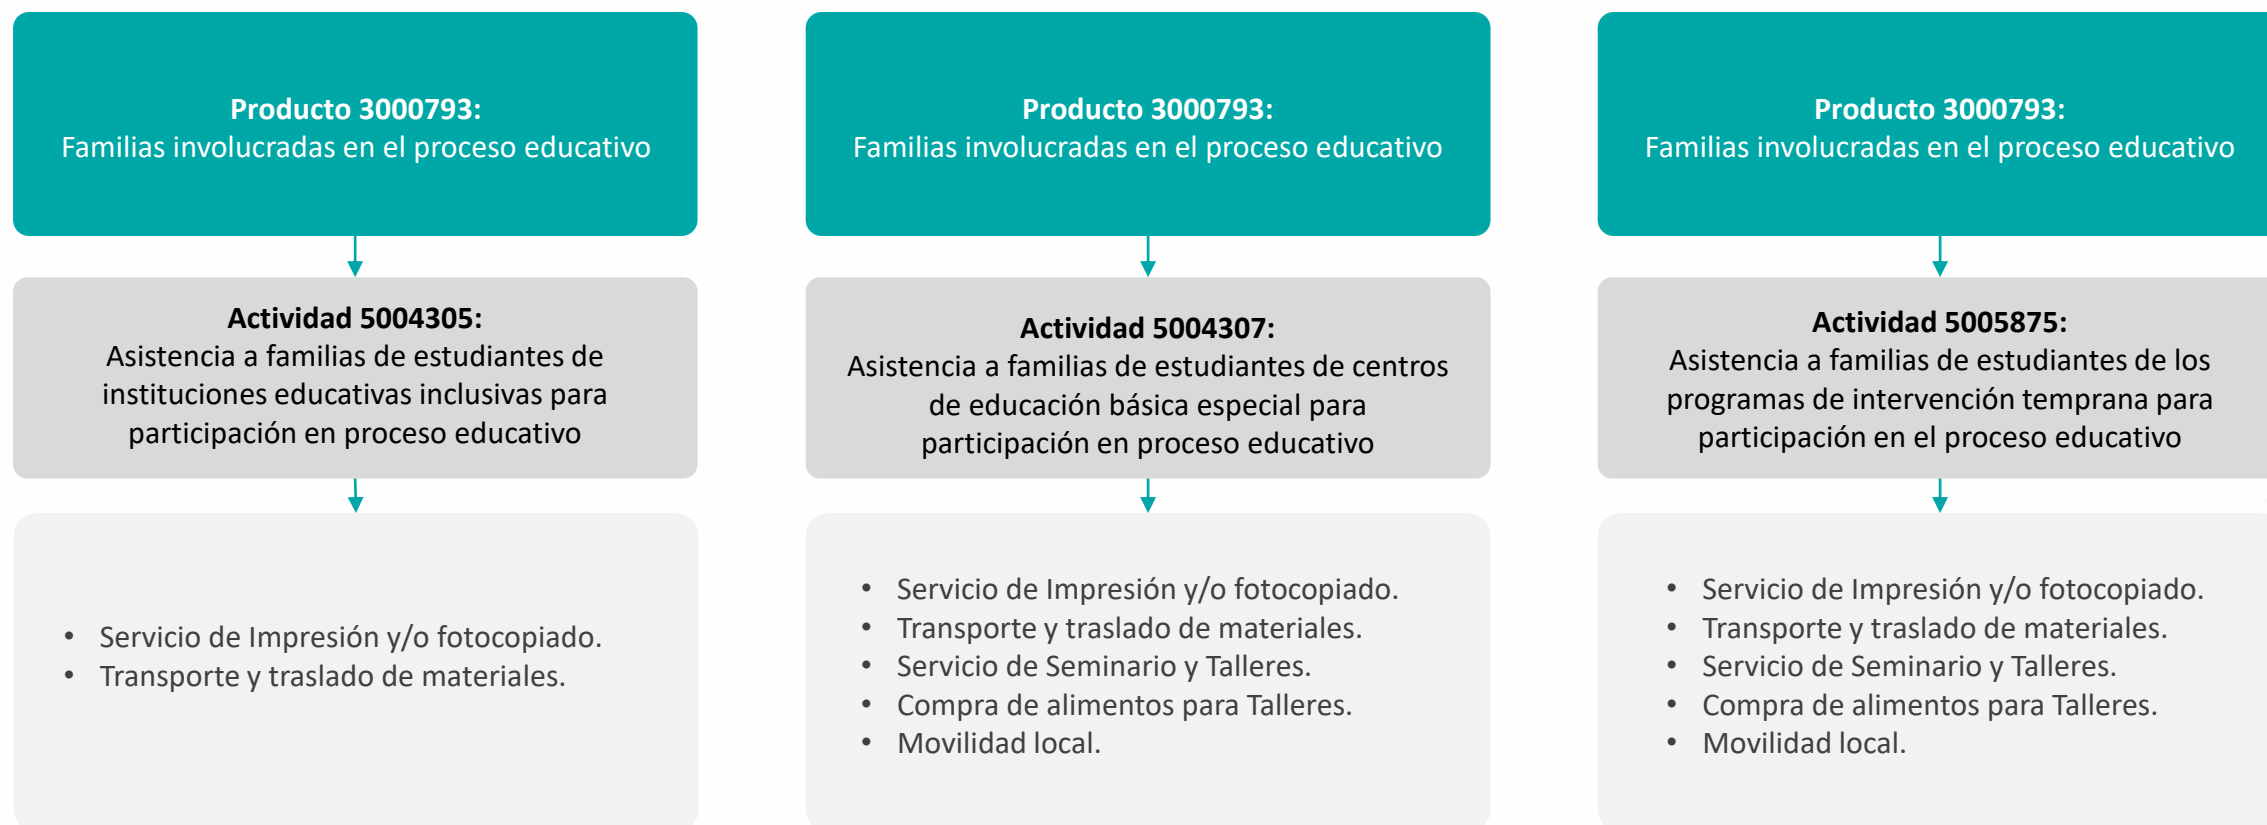 Producto 3000793:
Familias involucradas en el proceso educativo
Actividad 5004305:
Asistencia a familias de estudiantes de
instituciones educativas inclusivas para
participación en proceso educativo
• Servicio de Impresión y/o fotocopiado.
• Transporte y traslado de materiales.
Producto 3000793:
Familias involucradas en el proceso educativo
Actividad 5004307:
Asistencia a familias de estudiantes de centros
de educación básica especial para
participación en proceso educativo
• Servicio de Impresión y/o fotocopiado.
• Transporte y traslado de materiales.
• Servicio de Seminario y Talleres.
• Compra de alimentos para Talleres.
• Movilidad local.
Producto 3000793:
Familias involucradas en el proceso educativo
Actividad 5005875:
Asistencia a familias de estudiantes de los
programas de intervención temprana para
participación en el proceso educativo
• Servicio de Impresión y/o fotocopiado.
• Transporte y traslado de materiales.
• Servicio de Seminario y Talleres.
• Compra de alimentos para Talleres.
• Movilidad local.